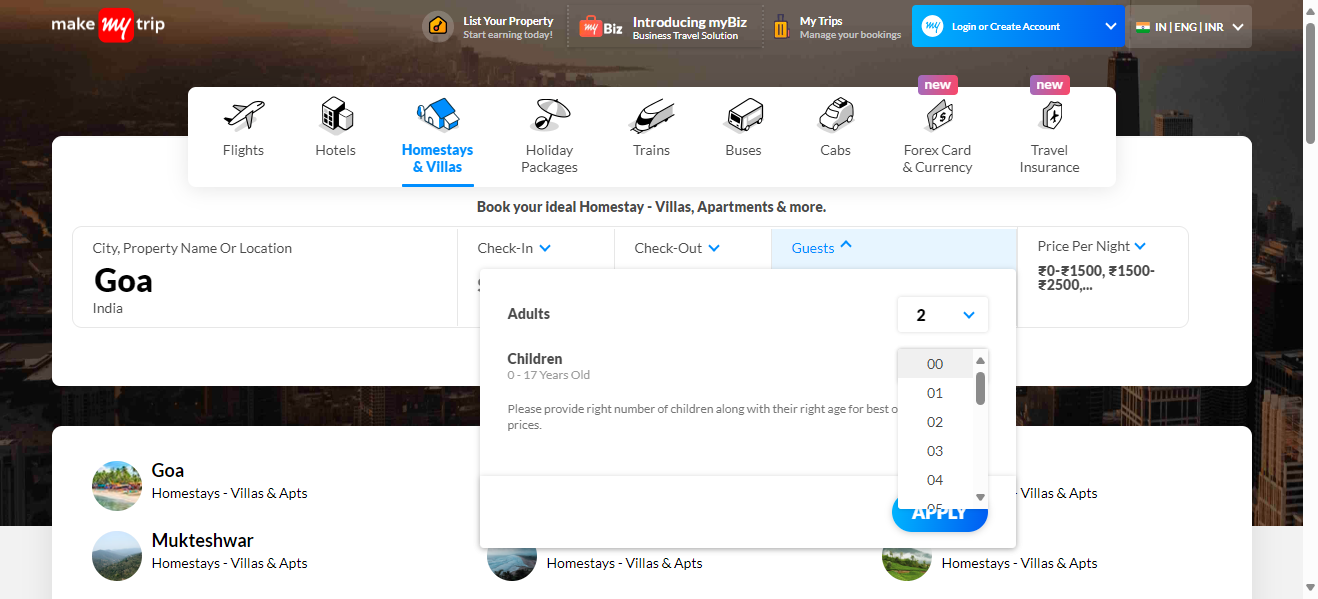 make my trip
List Your Property
Start earning today!
my Biz
Introducing myBiz
Business Travel Solution
My Trips
Manage your bookings
my
Login or Create Account
IN | ENG | INR
new
new
Flights
Hotels
Homestays
& Villas
Holiday
Packages
Trains
Buses
Cabs
Forex Card
& Currency
Travel
Insurance
Book your ideal Homestay - Villas, Apartments & more.
City, Property Name Or Location
Goa
India
Check-In
Check-Out
Guests
Price Per Night
₹0-₹1500, ₹1500-
₹2500,...
Adults
2
Children
0 - 17 Years Old
Please provide right number of children along with their right age for best
prices.
00
01
02
03
04
05
APPLY
Goa
Homestays - Villas & Apts
- Villas & Apts
Mukteshwar
Homestays - Villas & Apts
Homestays - Villas & Apts
Homestays - Villas & Apts